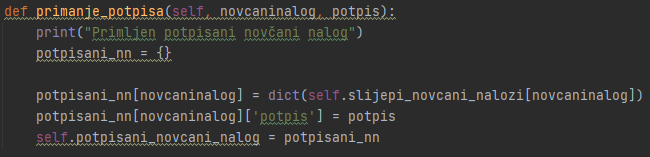 def primanje_potpisa(self, novcaninalog, potpis):
    print("Primljen potpisani novčani nalog")
    potpisani_nn = {}

    potpisani_nn[novcaninalog] = dict(self.slijepi_novcani_nalozi[novcaninalog])
    potpisani_nn[novcaninalog]['potpis'] = potpis
    self.potpisani_novcani_nalog = potpisani_nn